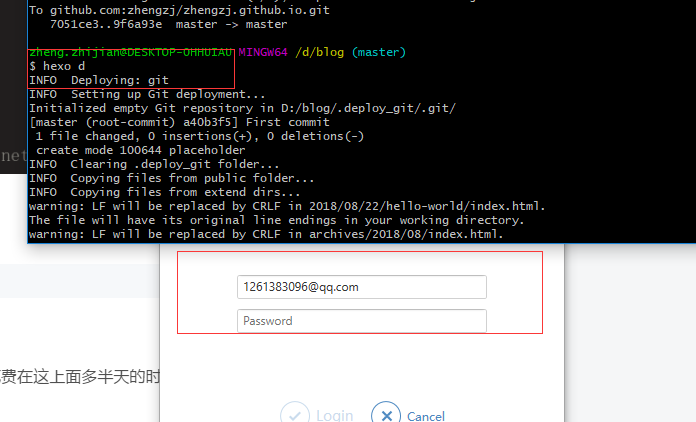 To github.com:zhengzj/zhengzj.github.io.git
7051ce3..9f6a93e  master -> master
zheng.zhijian@DESKTOP-OHHUIAU MINGW64 /d/blog (master)
$ hexo d
INFO  Deploying: git
INFO  Setting up Git deployment...
Initialized empty Git repository in D:/blog/.deploy_git/.git/
[master (root-commit) a40b3f5] First commit
1 file changed, 0 insertions(+), 0 deletions(-)
create mode 100644 placeholder
INFO  Clearing .deploy_git folder...
INFO  Copying files from public folder...
INFO  Copying files from extend dirs...
warning: LF will be replaced by CRLF in 2018/08/22/hello-world/index.html.
The file will have its original line endings in your working directory.
warning: LF will be replaced by CRLF in archives/2018/08/index.html.
net
1261383096@qq.com
Password
费在这上面多半天的时
Login
Cancel